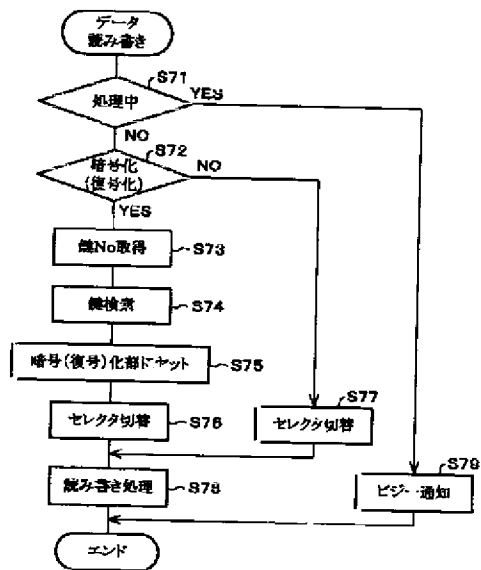 データ
読み書き
S71
処理中
YES
NO
S72
暗号化
(復号化)
NO
YES
鍵No取得
S73
鍵検索
S74
暗号(復号)化部にセット
S75
セレクタ切替
S76
セレクタ切替
S77
読み書き処理
S78
ビジー通知
S79
エンド